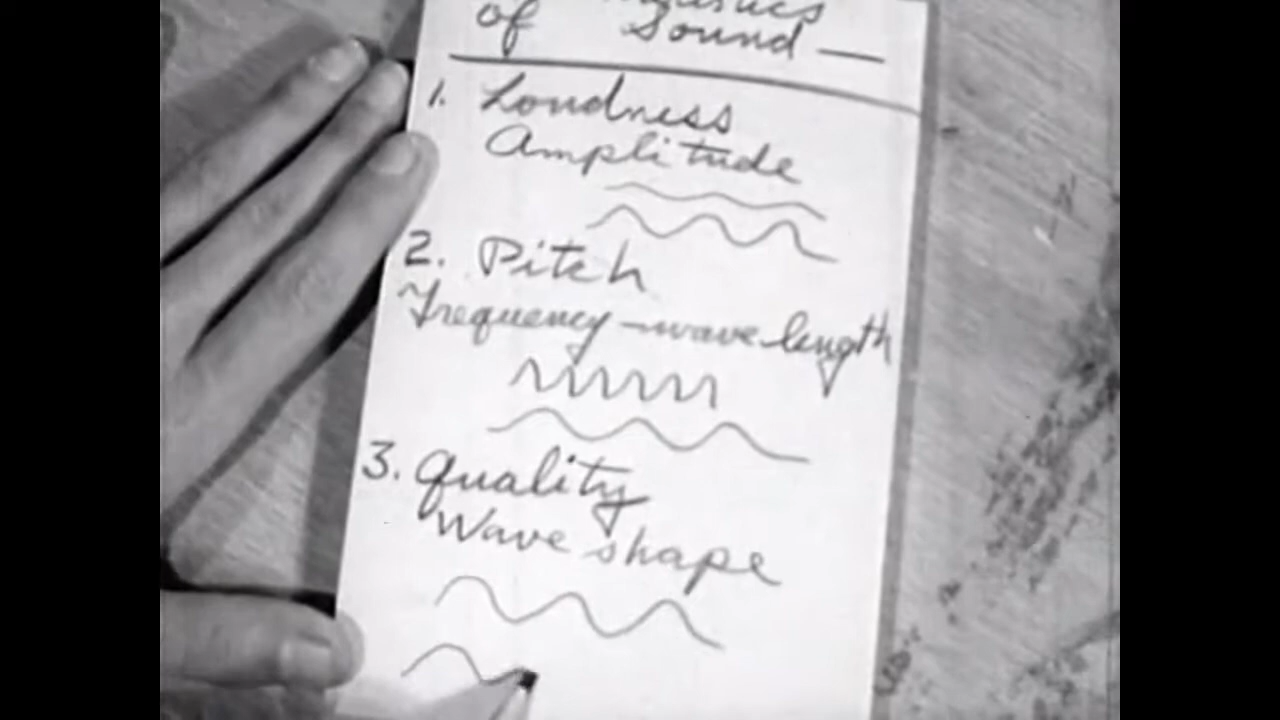 of Sound —
1. Loudness
Amplitude
2. Pitch
Frequency - wave length
3. Quality
Wave shape